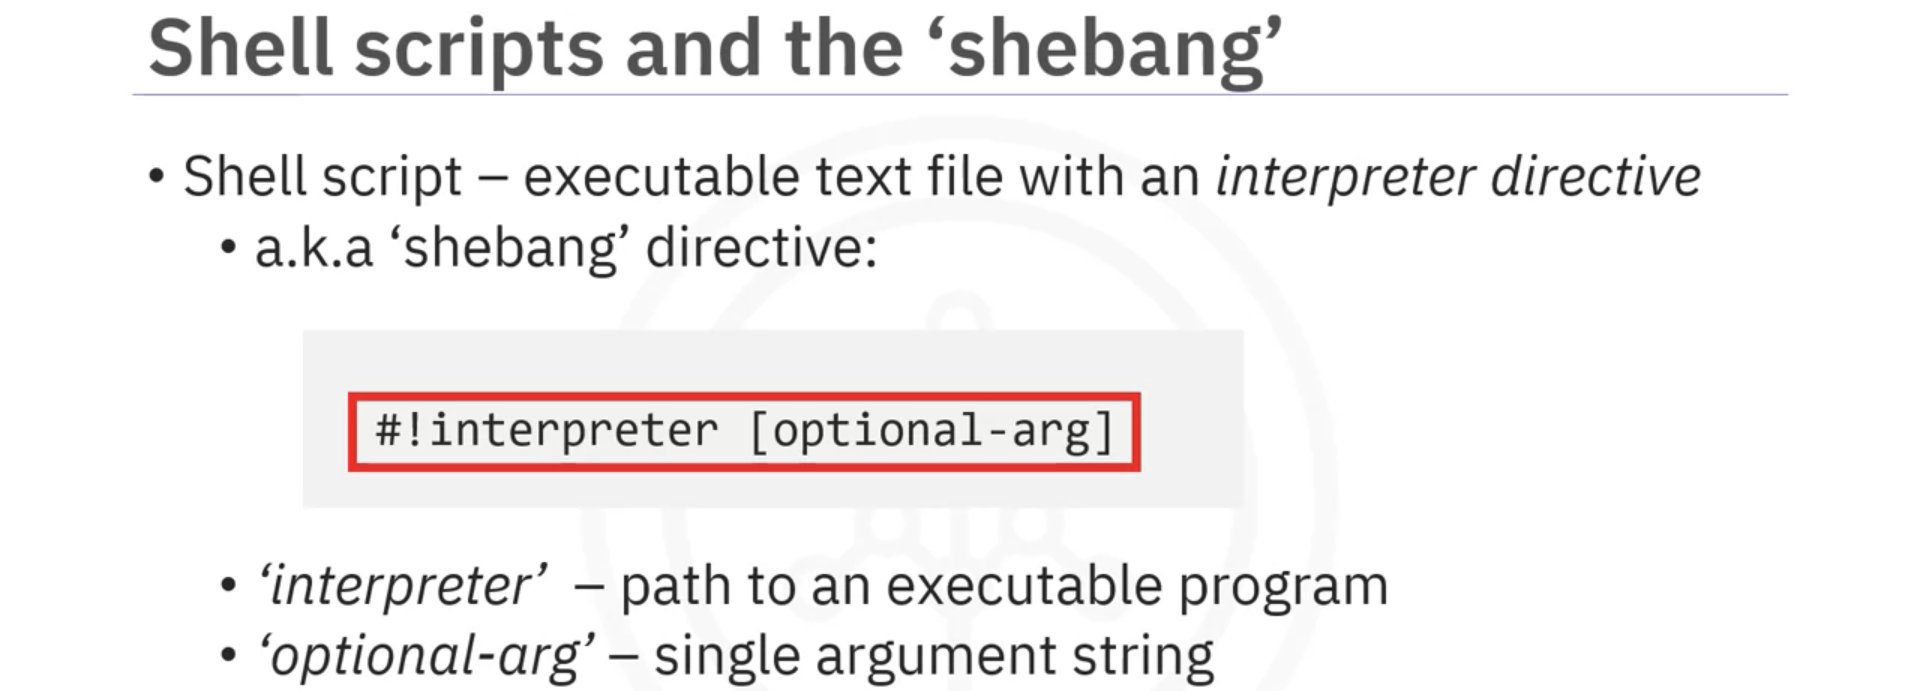 Shell scripts and the ‘shebang’
• Shell script – executable text file with an interpreter directive
• a.k.a ‘shebang’ directive:
#!interpreter [optional-arg]
• ‘interpreter’ – path to an executable program
• ‘optional-arg’ – single argument string